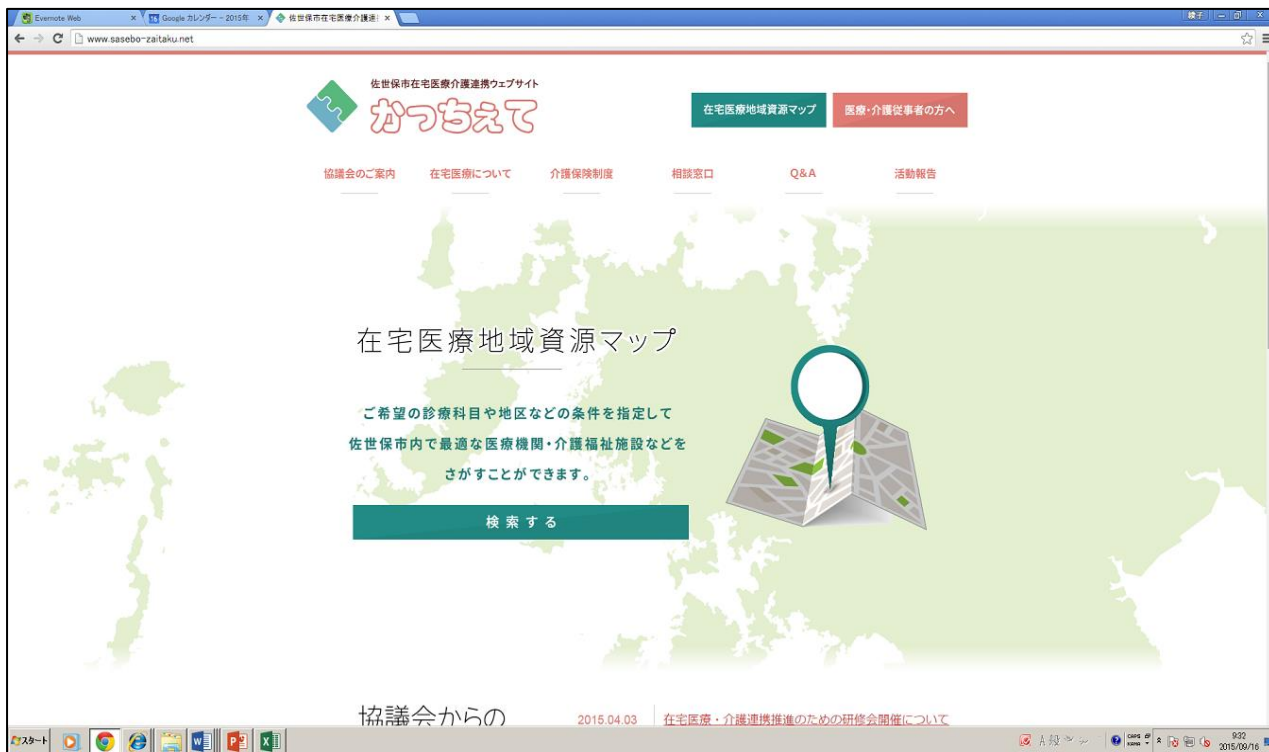 Evernote Web
Google カレンダー - 2015年
佐世保市在宅医療介護連
綾子
www.sasebo-zaitaku.net
佐世保市在宅医療介護連携ウェブサイト
かっちぇて
在宅医療地域資源マップ
医療・介護従事者の方へ
協議会のご案内
在宅医療について
介護保険制度
相談窓口
Q&A
活動報告
在宅医療地域資源マップ
ご希望の診療科目や地区などの条件を指定して
佐世保市内で最適な医療機関・介護福祉施設などを
さがすことができます。
検索する
協議会からの
2015.04.03 在宅医療・介護連携推進のための研修会開催について
スタート
A 般
CAPS
KANA
9:32
2015/09/16